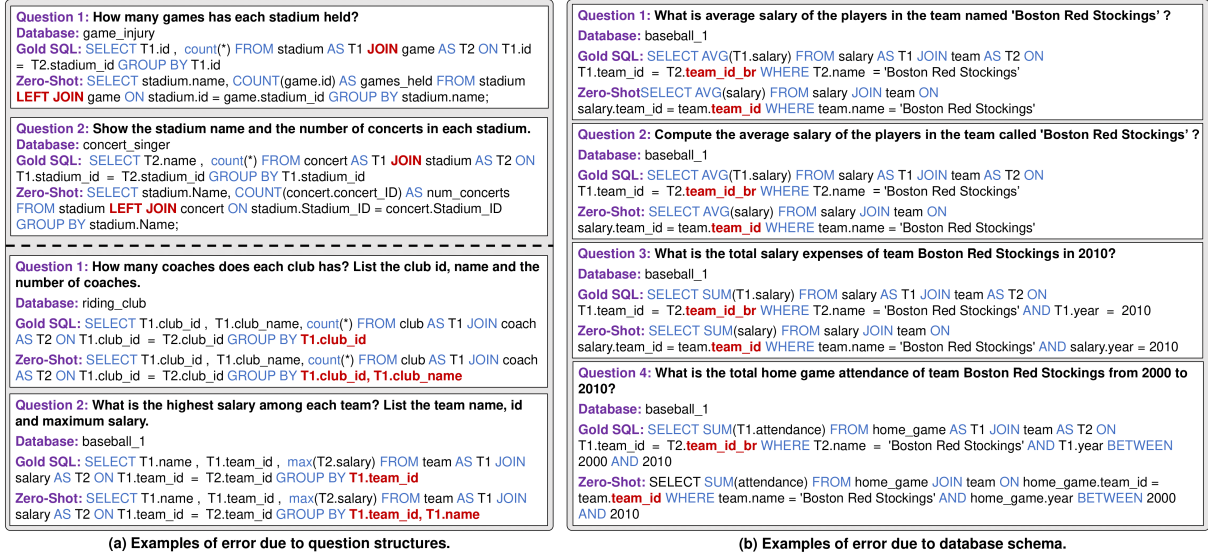 Question 1: How many games has each stadium held?
Database: game_injury
Gold SQL: SELECT T1.id , count(*) FROM stadium AS T1 JOIN game AS T2 ON T1.id
= T2.stadium_id GROUP BY T1.id
Zero-Shot: SELECT stadium.name, COUNT(game.id) AS games_held FROM stadium
LEFT JOIN game ON stadium.id = game.stadium_id GROUP BY stadium.name;
Question 2: Show the stadium name and the number of concerts in each stadium.
Database: concert_singer
Gold SQL: SELECT T2.name , count(*) FROM concert AS T1 JOIN stadium AS T2 ON
T1.stadium_id = T2.stadium_id GROUP BY T1.stadium_id
Zero-Shot: SELECT stadium.Name, COUNT(concert.concert_ID) AS num_concerts
FROM stadium LEFT JOIN concert ON stadium.Stadium_ID = concert.Stadium_ID
GROUP BY stadium.Name;
Question 1: How many coaches does each club has? List the club id, name and the
number of coaches.
Database: riding_club
Gold SQL: SELECT T1.club_id , T1.club_name, count(*) FROM club AS T1 JOIN coach
AS T2 ON T1.club_id = T2.club_id GROUP BY T1.club_id
Zero-Shot: SELECT T1.club_id , T1.club_name, count(*) FROM club AS T1 JOIN coach
AS T2 ON T1.club_id = T2.club_id GROUP BY T1.club_id, T1.club_name
Question 2: What is the highest salary among each team? List the team name, id
and maximum salary.
Database: baseball_1
Gold SQL: SELECT T1.name , T1.team_id , max(T2.salary) FROM team AS T1 JOIN
salary AS T2 ON T1.team_id = T2.team_id GROUP BY T1.team_id
Zero-Shot: SELECT T1.name , T1.team_id , max(T2.salary) FROM team AS T1 JOIN
salary AS T2 ON T1.team_id = T2.team_id GROUP BY T1.team_id, T1.name
(a) Examples of error due to question structures.
Question 1: What is average salary of the players in the team named 'Boston Red Stockings' ?
Database: baseball_1
Gold SQL: SELECT AVG(T1.salary) FROM salary AS T1 JOIN team AS T2 ON
T1.team_id = T2.team_id_br WHERE T2.name = 'Boston Red Stockings'
Zero-ShotSELECT AVG(T1.salary) FROM salary JOIN team ON
salary.team_id = team.team_id WHERE team.name = 'Boston Red Stockings'
Question 2: Compute the average salary of the players in the team called 'Boston Red Stockings' ?
Database: baseball_1
Gold SQL: SELECT AVG(T1.salary) FROM salary AS T1 JOIN team AS T2 ON
T1.team_id = T2.team_id_br WHERE T2.name = 'Boston Red Stockings'
Zero-Shot: SELECT AVG(salary) FROM salary JOIN team ON
salary.team_id = team.team_id WHERE team.name = 'Boston Red Stockings'
Question 3: What is the total salary expenses of team Boston Red Stockings in 2010?
Database: baseball_1
Gold SQL: SELECT SUM(T1.salary) FROM salary AS T1 JOIN team AS T2 ON
T1.team_id = T2.team_id_br WHERE T2.name = 'Boston Red Stockings' AND T1.year = 2010
Zero-Shot: SELECT SUM(salary) FROM salary JOIN team ON
salary.team_id = team.team_id WHERE team.name = 'Boston Red Stockings' AND salary.year = 2010
Question 4: What is the total home game attendance of team Boston Red Stockings from 2000 to
2010?
Database: baseball_1
Gold SQL: SELECT SUM(T1.attendance) FROM home_game AS T1 JOIN team AS T2 ON
T1.team_id = T2.team_id_br WHERE T2.name = 'Boston Red Stockings' AND T1.year BETWEEN
2000 AND 2010
Zero-Shot: SELECT SUM(attendance) FROM home_game JOIN team ON home_game.team_id =
team.team_id WHERE team.name = 'Boston Red Stockings' AND home_game.year BETWEEN 2000
AND 2010
(b) Examples of error due to database schema.